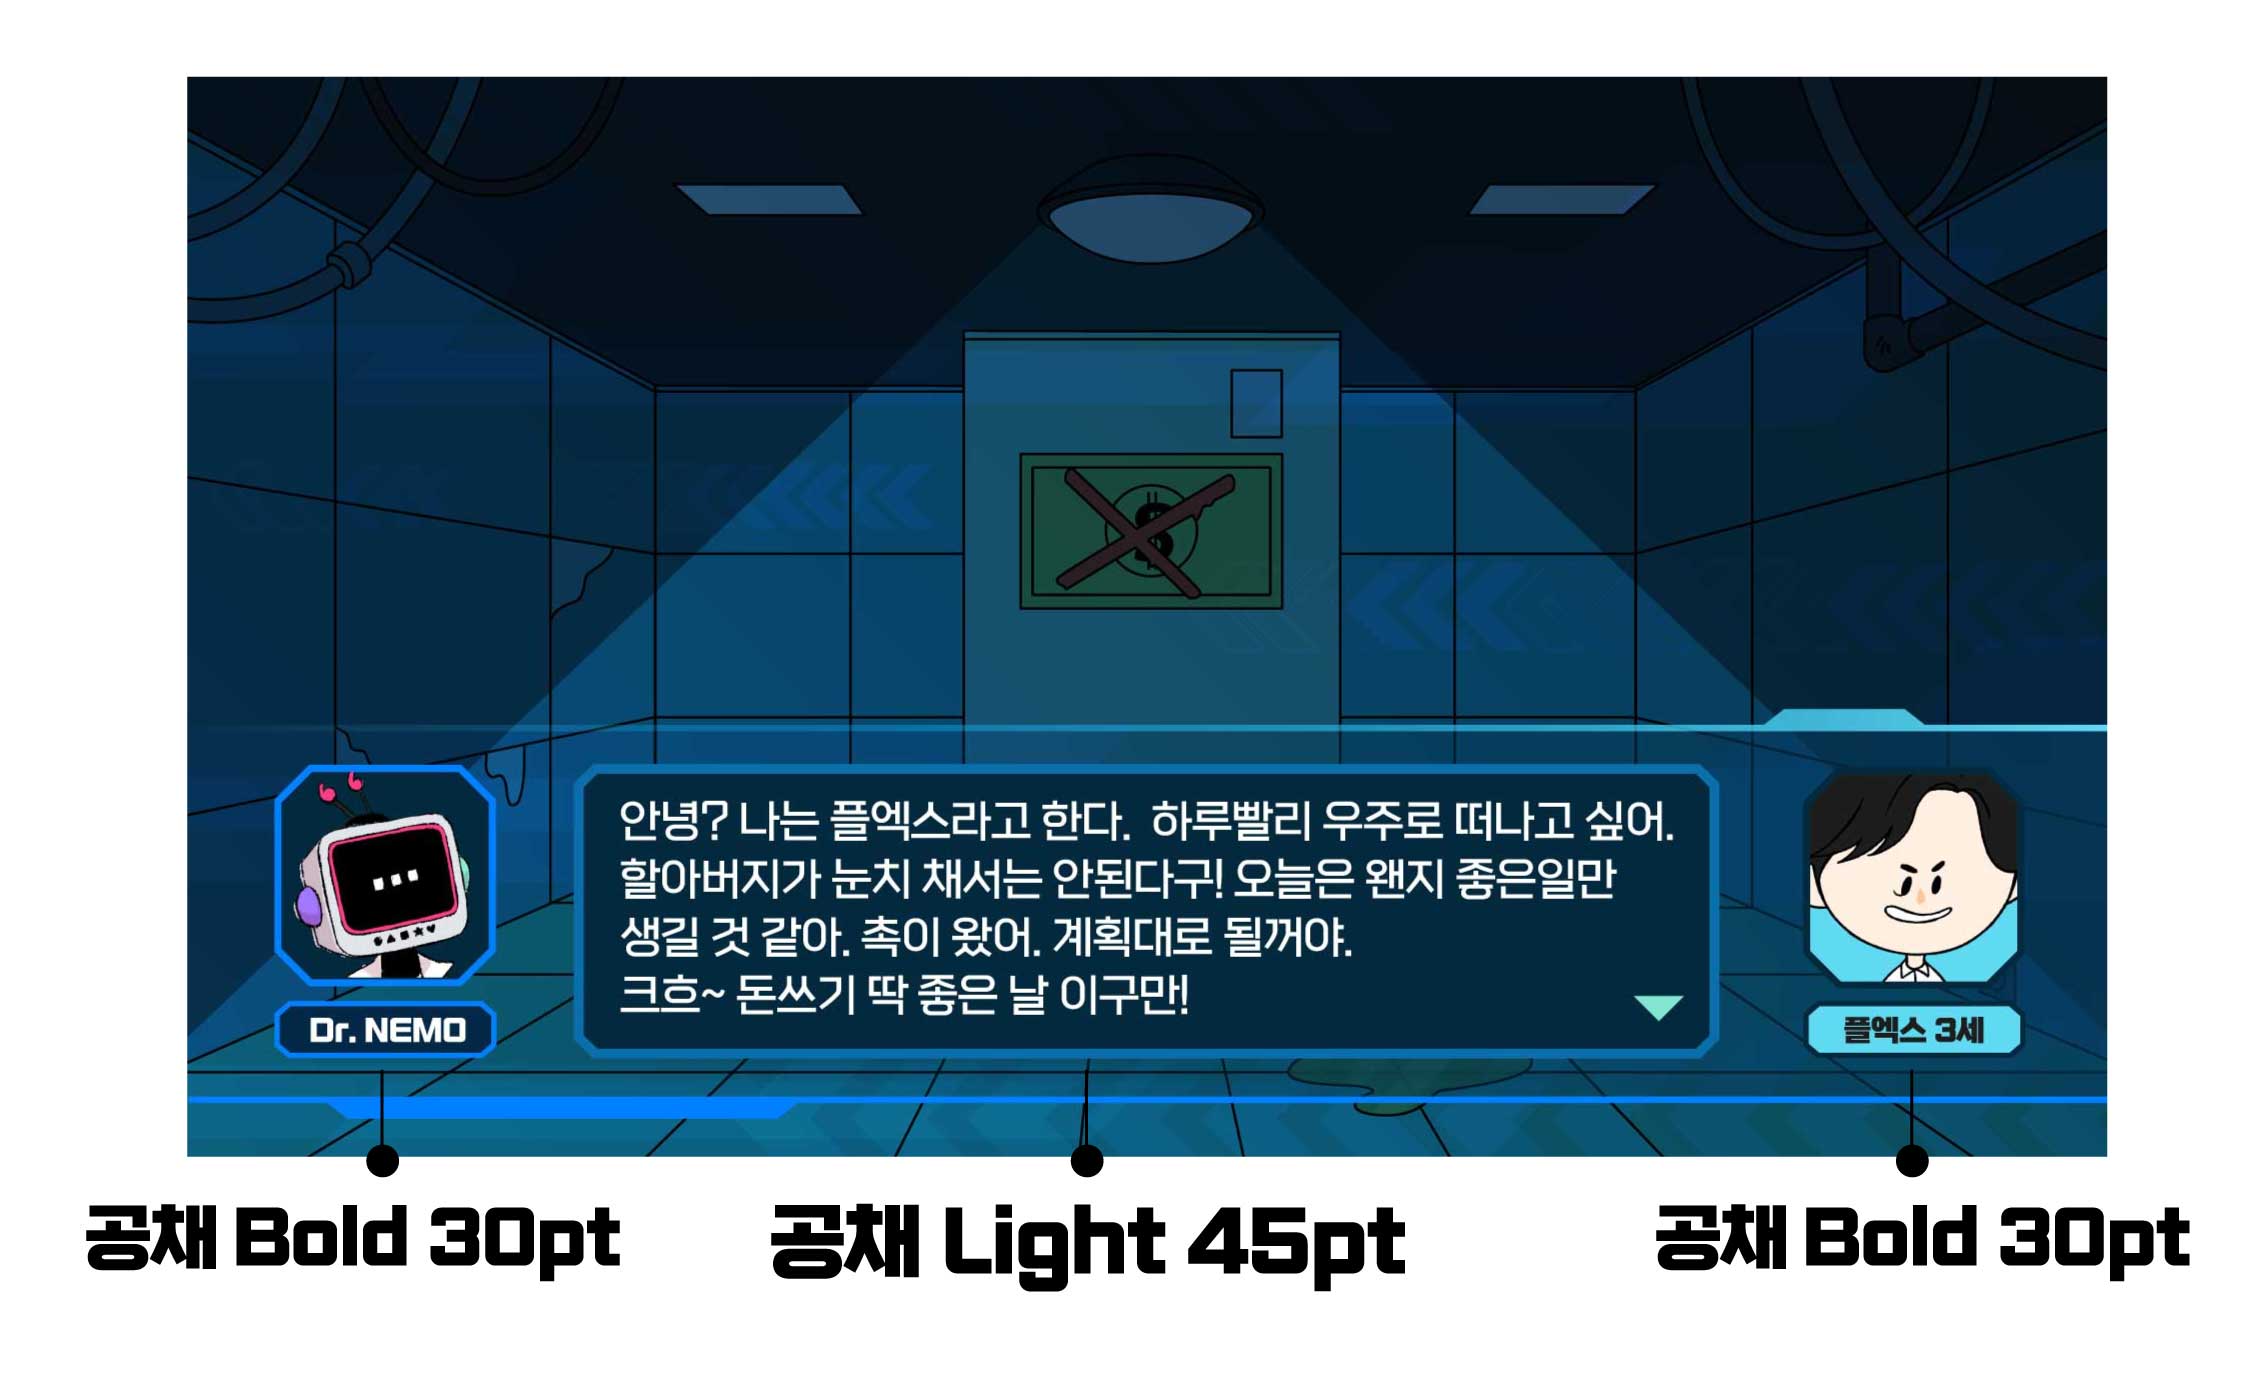 안녕? 나는 플엑스라고 한다.  하루빨리 우주로 떠나고 싶어.
할아버지가 눈치 채서는 안된다구! 오늘은 왠지 좋은일만
생길 것 같아. 촉이 왔어. 계획대로 될꺼야.
크흐~ 돈쓰기 딱 좋은 날 이구만!
Dr. NEMO
플엑스 3세
공채 Bold 30pt
공채 Light 45pt
공채 Bold 30pt